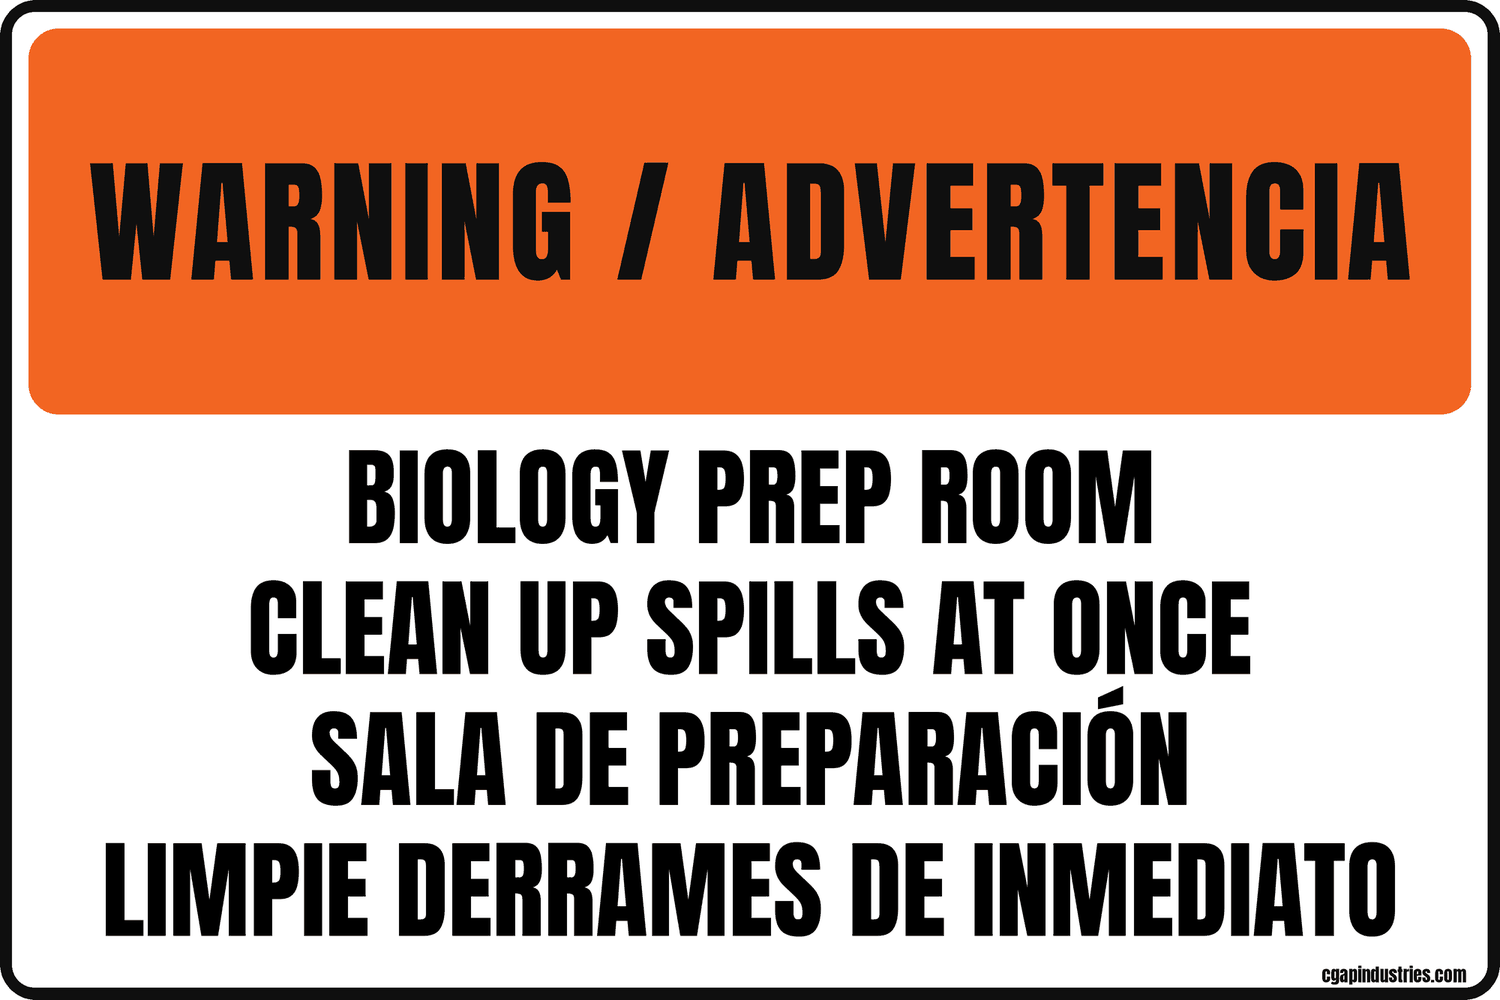 WARNING / ADVERTENCIA
BIOLOGY PREP ROOM
CLEAN UP SPILLS AT ONCE
SALA DE PREPARACIÓN
LIMPIE DERRAMES DE INMEDIATO
cgapindustries.com